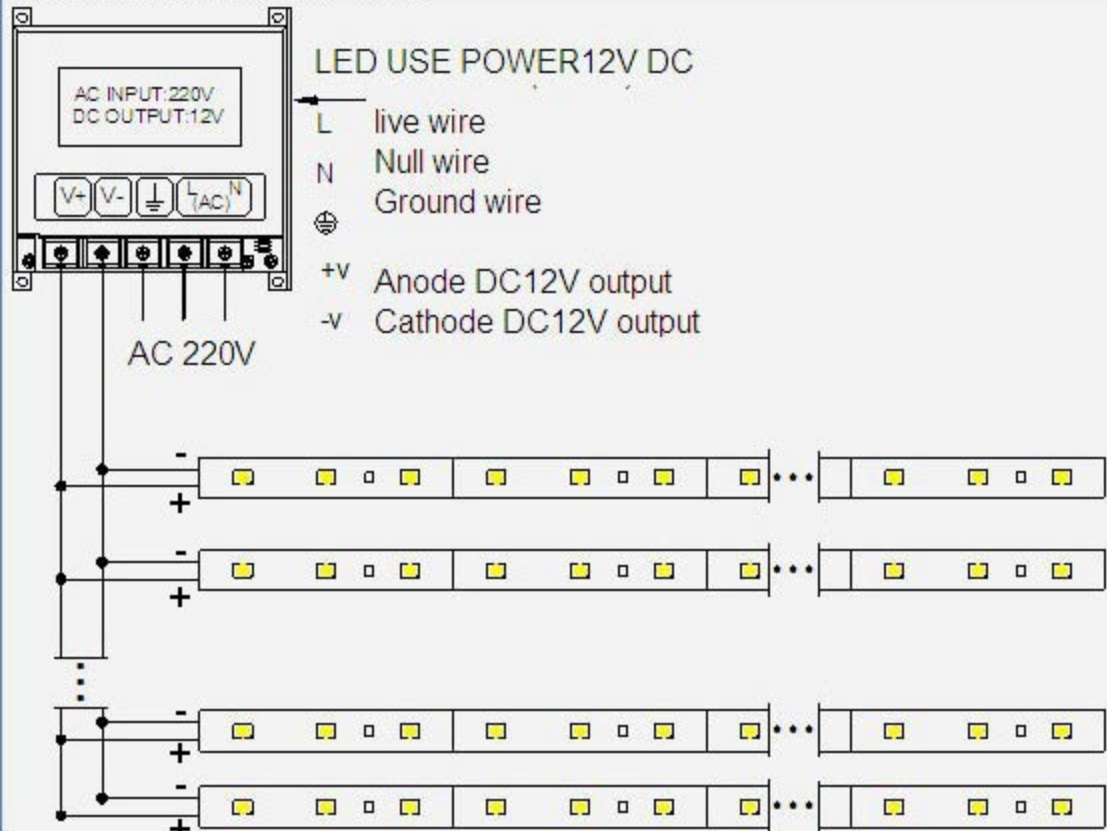 LED USE POWER12V DC
AC INPUT:220V
DC OUTPUT:12V
L live wire
N Null wire
Ground wire
V+ V- L N
(AC)
+v Anode DC12V output
-v Cathode DC12V output
AC 220V
-
+
-
+
-
+
-
+